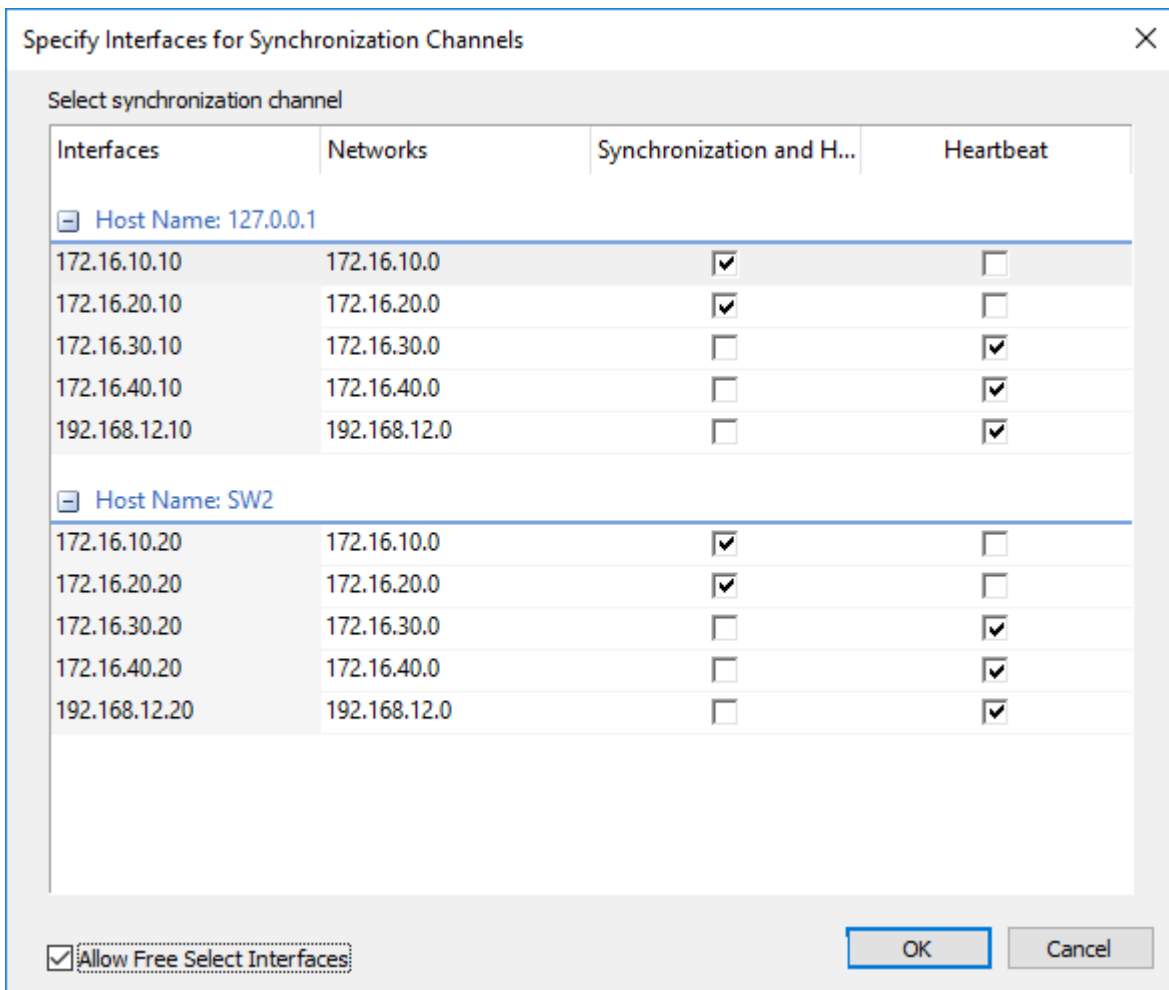 Specify Interfaces for Synchronization Channels
Select synchronization channel
Interfaces Networks Synchronization and H... Heartbeat
Host Name: 127.0.0.1
172.16.10.10 172.16.10.0
172.16.20.10 172.16.20.0
172.16.30.10 172.16.30.0
172.16.40.10 172.16.40.0
192.168.12.10 192.168.12.0
Host Name: SW2
172.16.10.20 172.16.10.0
172.16.20.20 172.16.20.0
172.16.30.20 172.16.30.0
172.16.40.20 172.16.40.0
192.168.12.20 192.168.12.0
Allow Free Select Interfaces OK Cancel